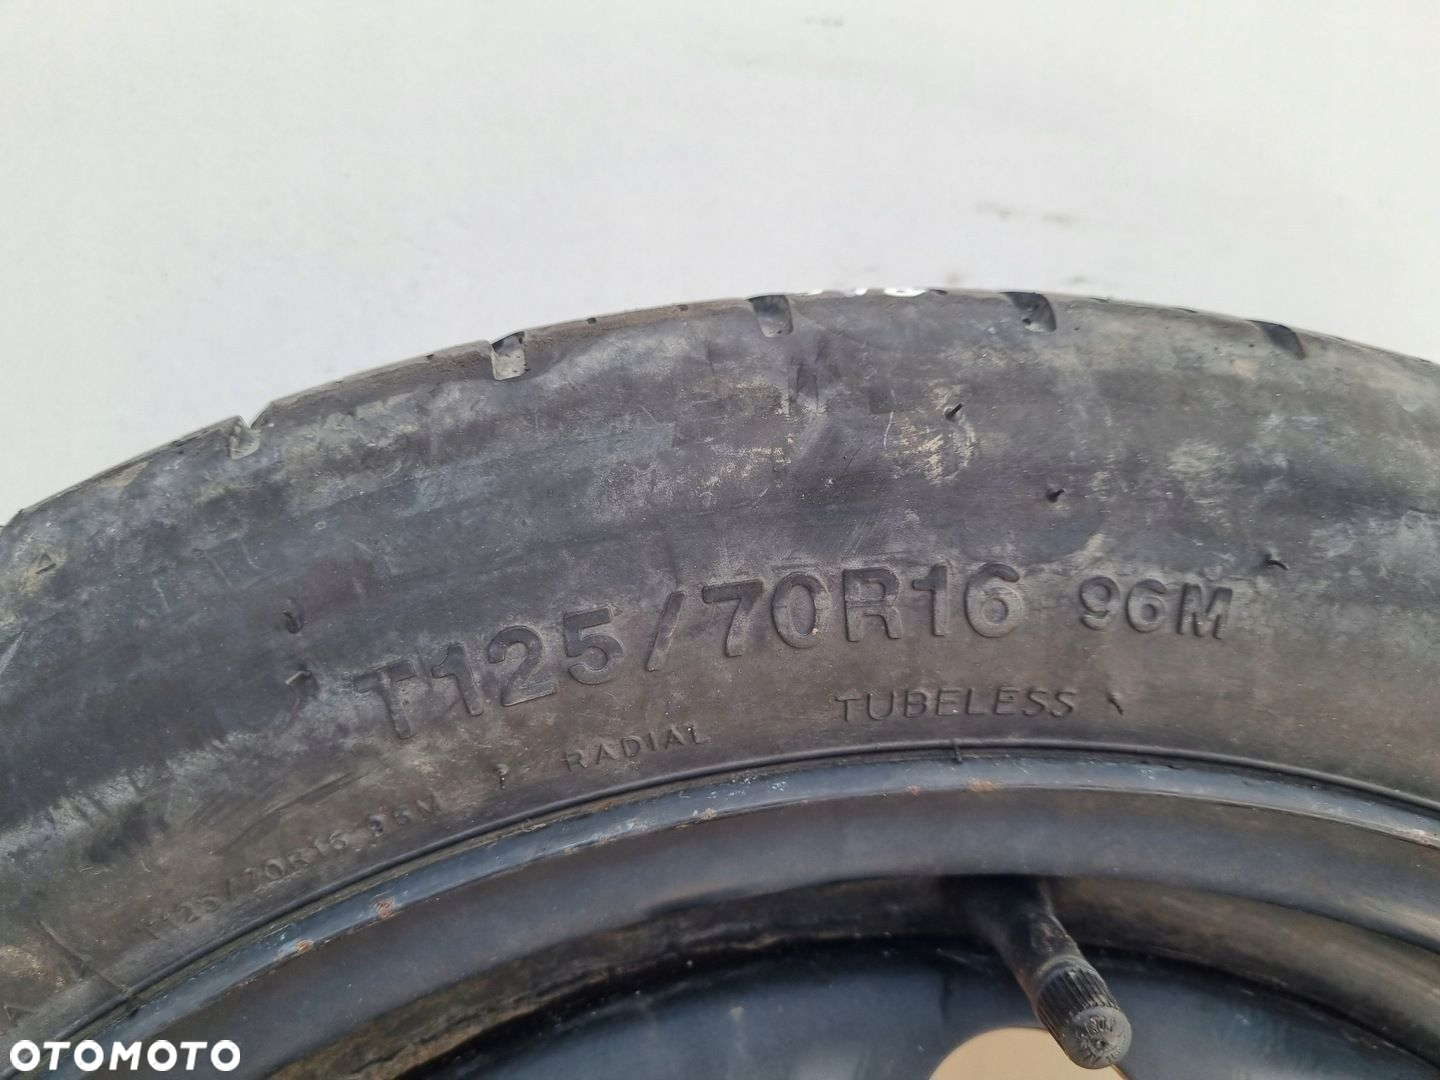 T125/70R16 96M
TUBELESS
RADIAL
T125/70R16 96M
OTOMOTO